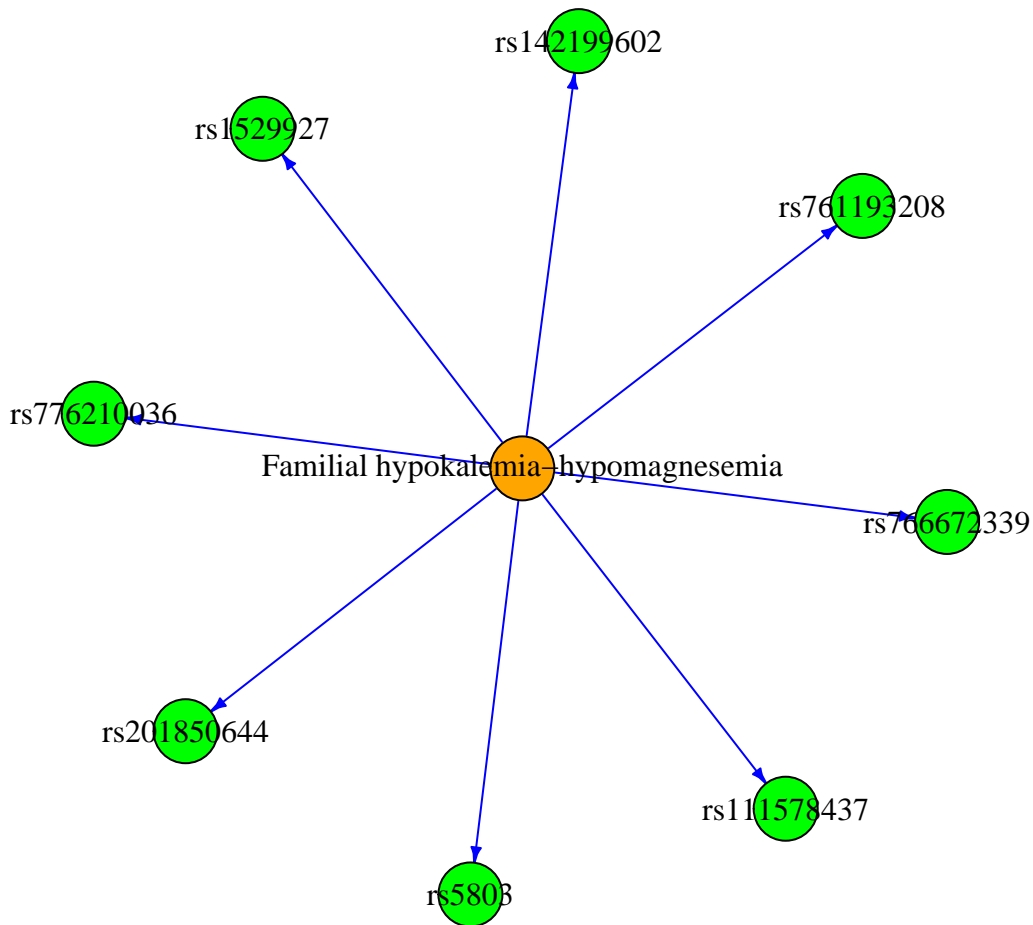 rs142199602
rs1529927
rs761193208
rs776210036
Familial hypokalemia−hypomagnesemia
rs766672339
rs201850644
rs111578437
rs5803